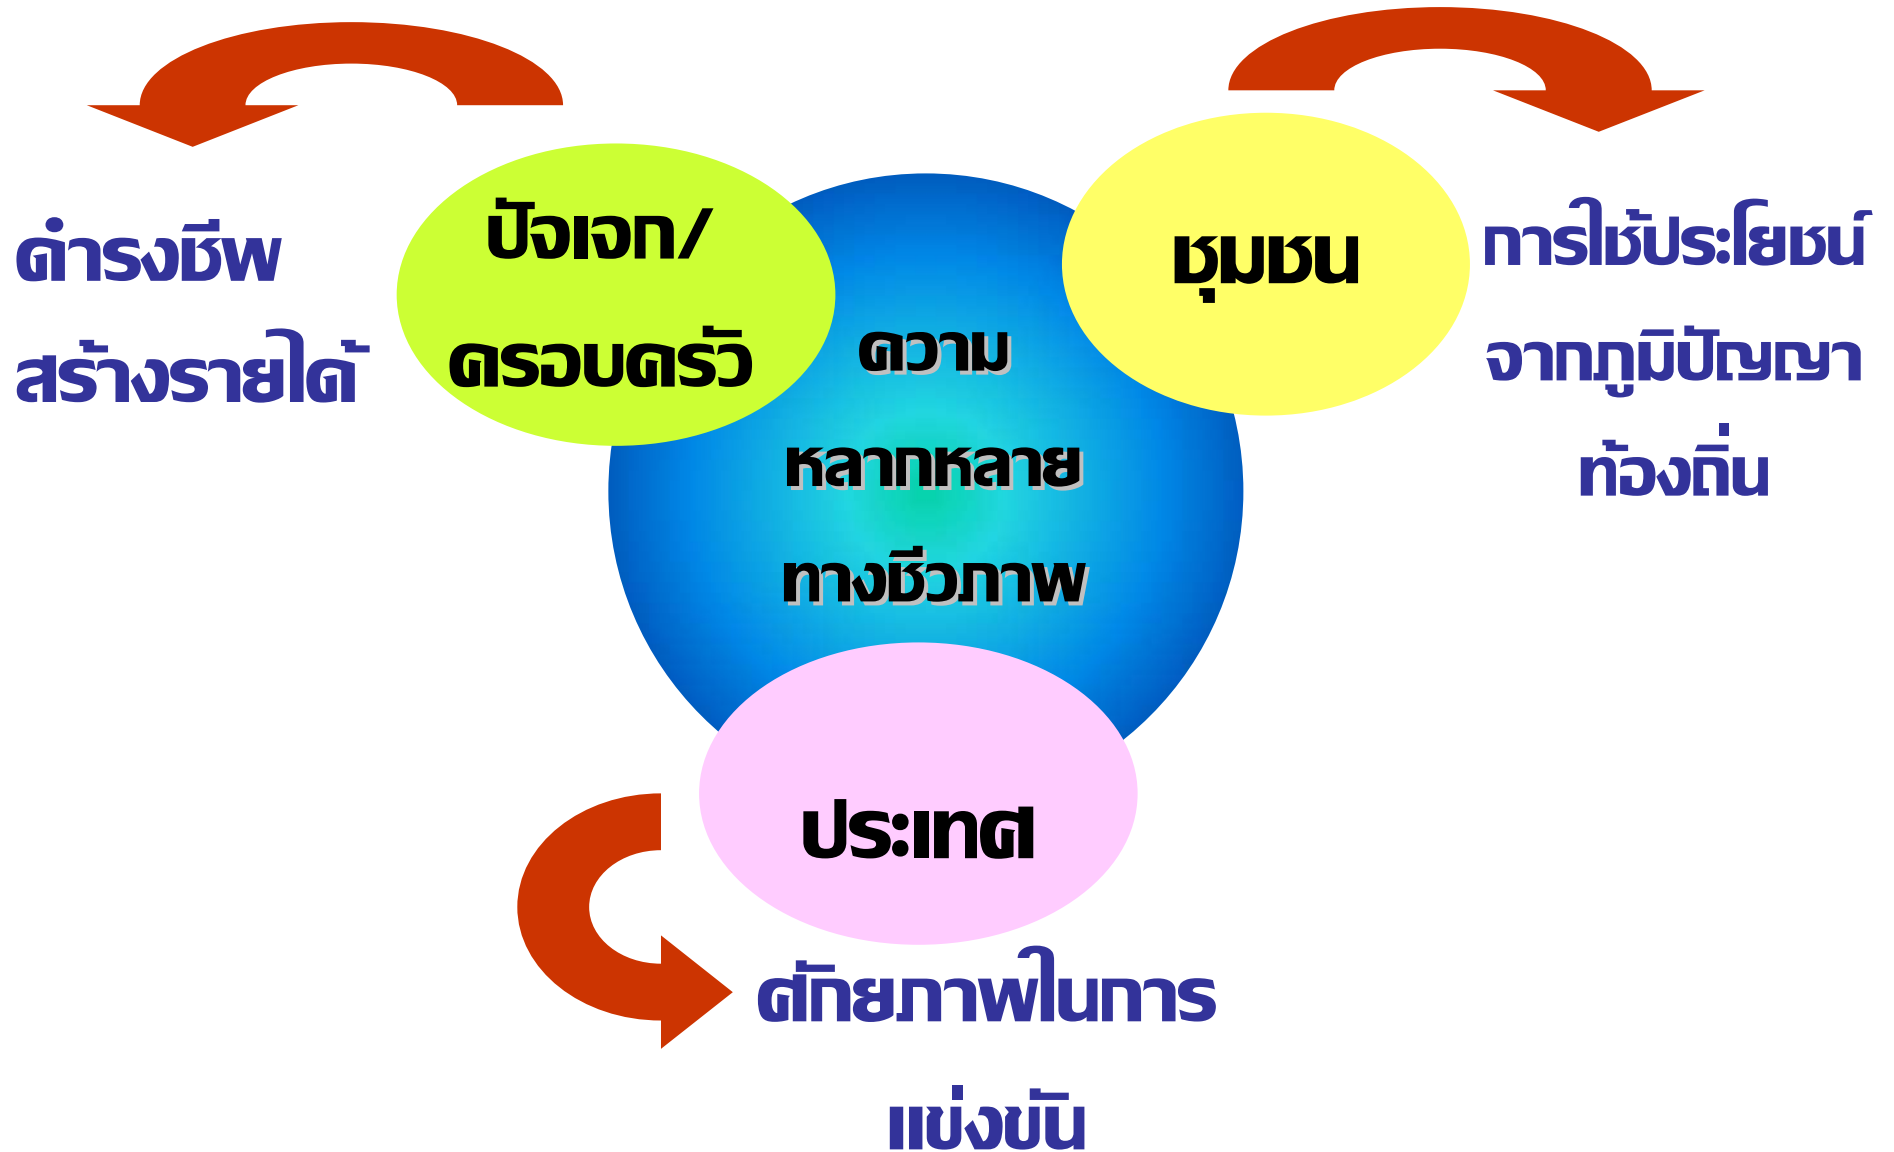 ดำรงชีพ
สร้างรายได้
ปัจเจก/
ครอบครัว
ความ
หลากหลาย
ทางชีวภาพ
ชุมชน
การใช้ประโยชน์
จากภูมิปัญญา
ท้องถิ่น
ประเทศ
ศักยภาพในการ
แข่งขัน